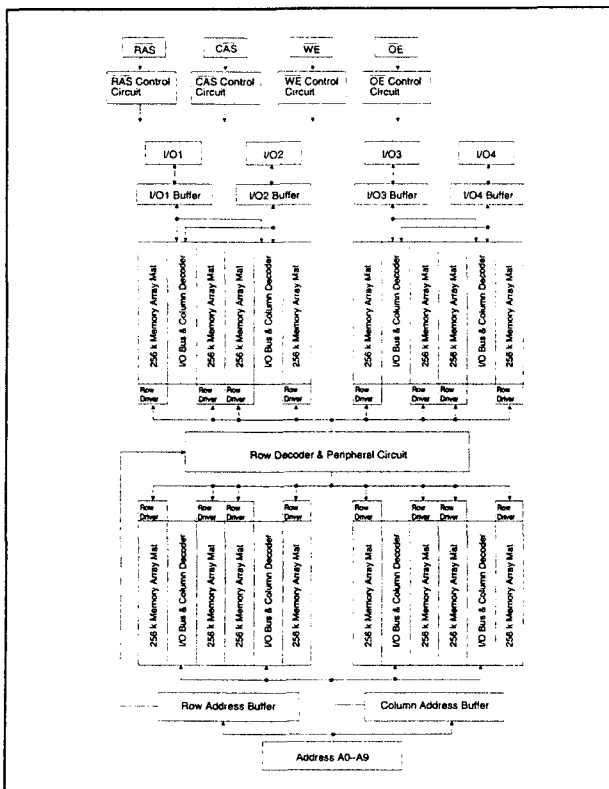 RAS CAS WE OE
RAS Control Circuit
CAS Control Circuit
WE Control Circuit
OE Control Circuit
I/O1 I/O2 I/O3 I/O4
I/O1 Buffer I/O2 Buffer I/O3 Buffer I/O4 Buffer
256 k Memory Array Mat
I/O Bus & Column Decoder
256 k Memory Array Mat
256 k Memory Array Mat
I/O Bus & Column Decoder
256 k Memory Array Mat
256 k Memory Array Mat
I/O Bus & Column Decoder
256 k Memory Array Mat
256 k Memory Array Mat
I/O Bus & Column Decoder
256 k Memory Array Mat
Row Driver
Row Driver
Row Driver
Row Driver
Row Driver
Row Driver
Row Driver
Row Driver
Row Decoder & Peripheral Circuit
Row Driver
Row Driver
Row Driver
Row Driver
Row Driver
Row Driver
Row Driver
Row Driver
256 k Memory Array Mat
I/O Bus & Column Decoder
256 k Memory Array Mat
256 k Memory Array Mat
I/O Bus & Column Decoder
256 k Memory Array Mat
256 k Memory Array Mat
I/O Bus & Column Decoder
256 k Memory Array Mat
256 k Memory Array Mat
I/O Bus & Column Decoder
256 k Memory Array Mat
Row Address Buffer
Column Address Buffer
Address A0–A9